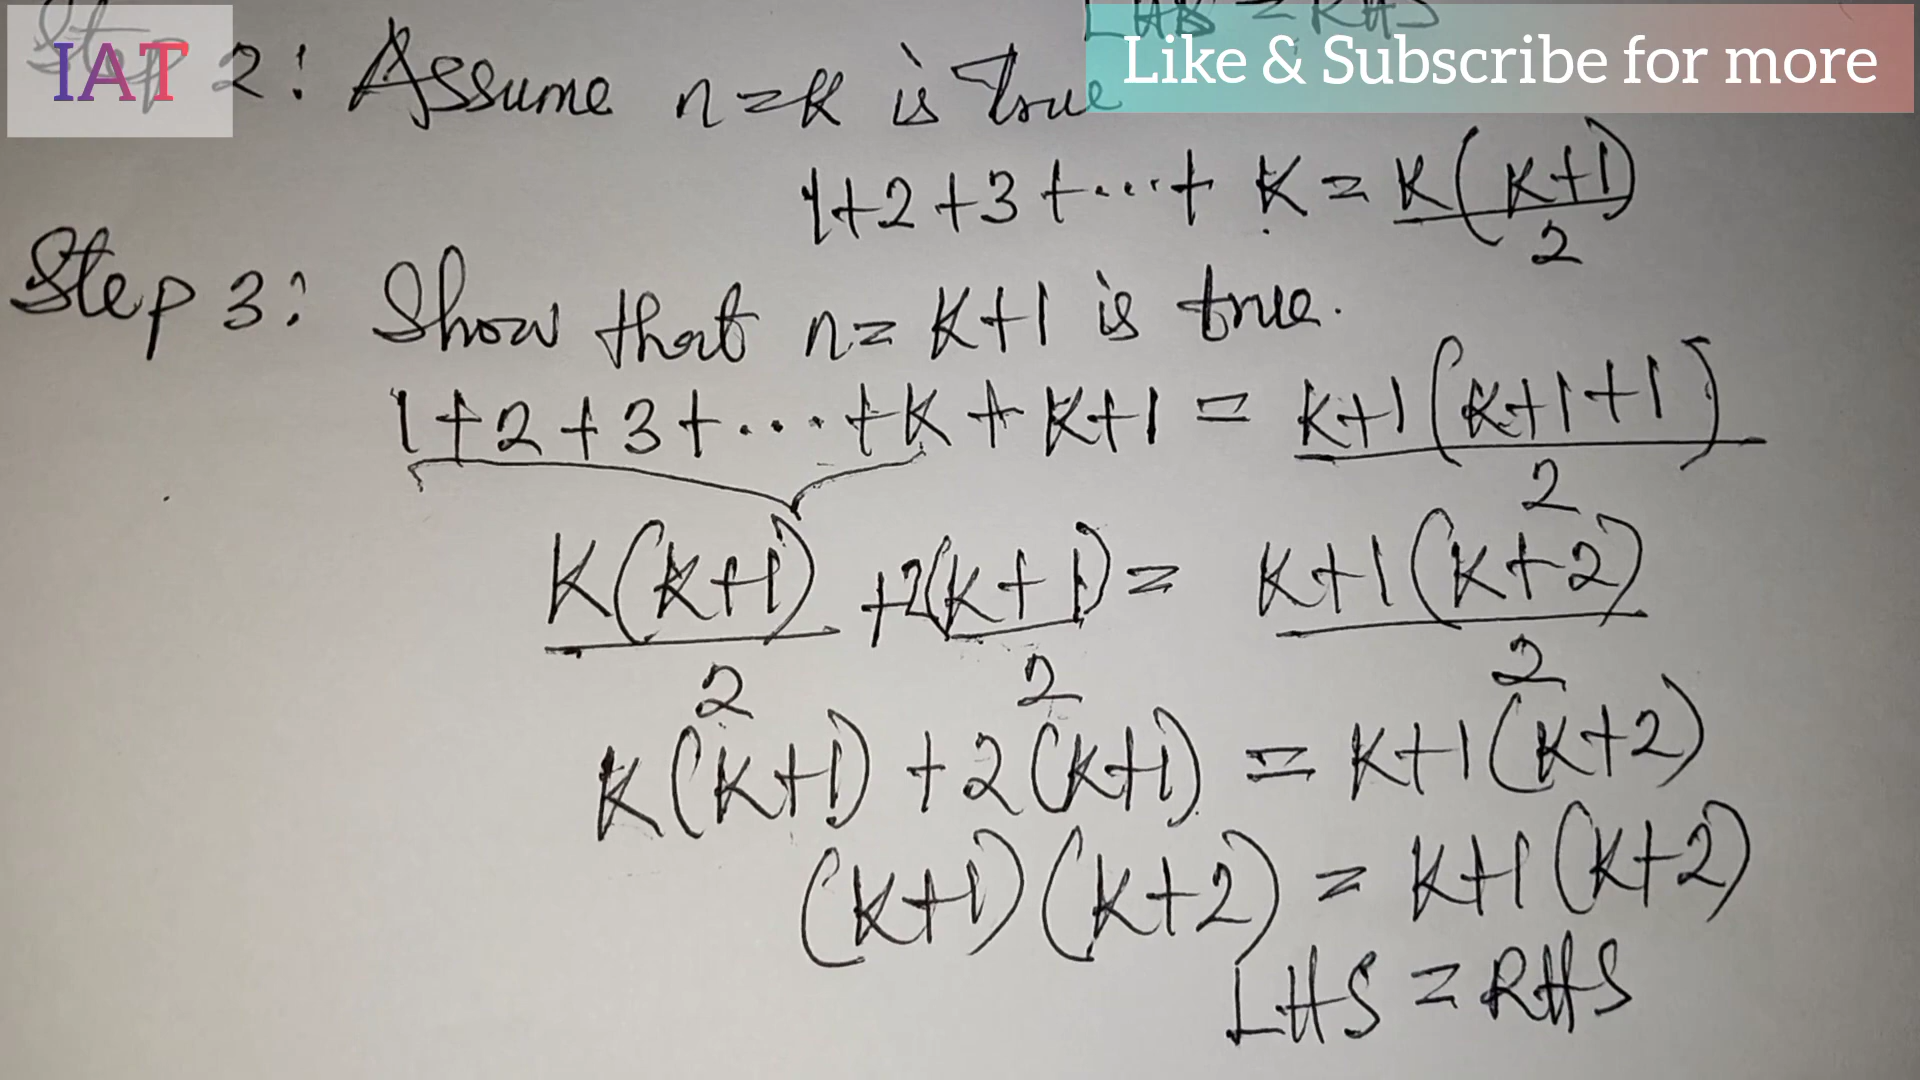 LHS = RHS
IAT
Like & Subscribe for more
Step 2: Assume n=k is true
1+2+3+...+ k = k(k+1)/2
Step 3: Show that n= k+1 is true.
1+2+3+...+k + k+1 = k+1(k+1+1)/2
k(k+1)/2 +2(k+1)/2 = k+1(k+2)/2
k(k+1) +2(k+1) = k+1(k+2)
(k+1)(k+2) = k+1(k+2)
LHS = RHS